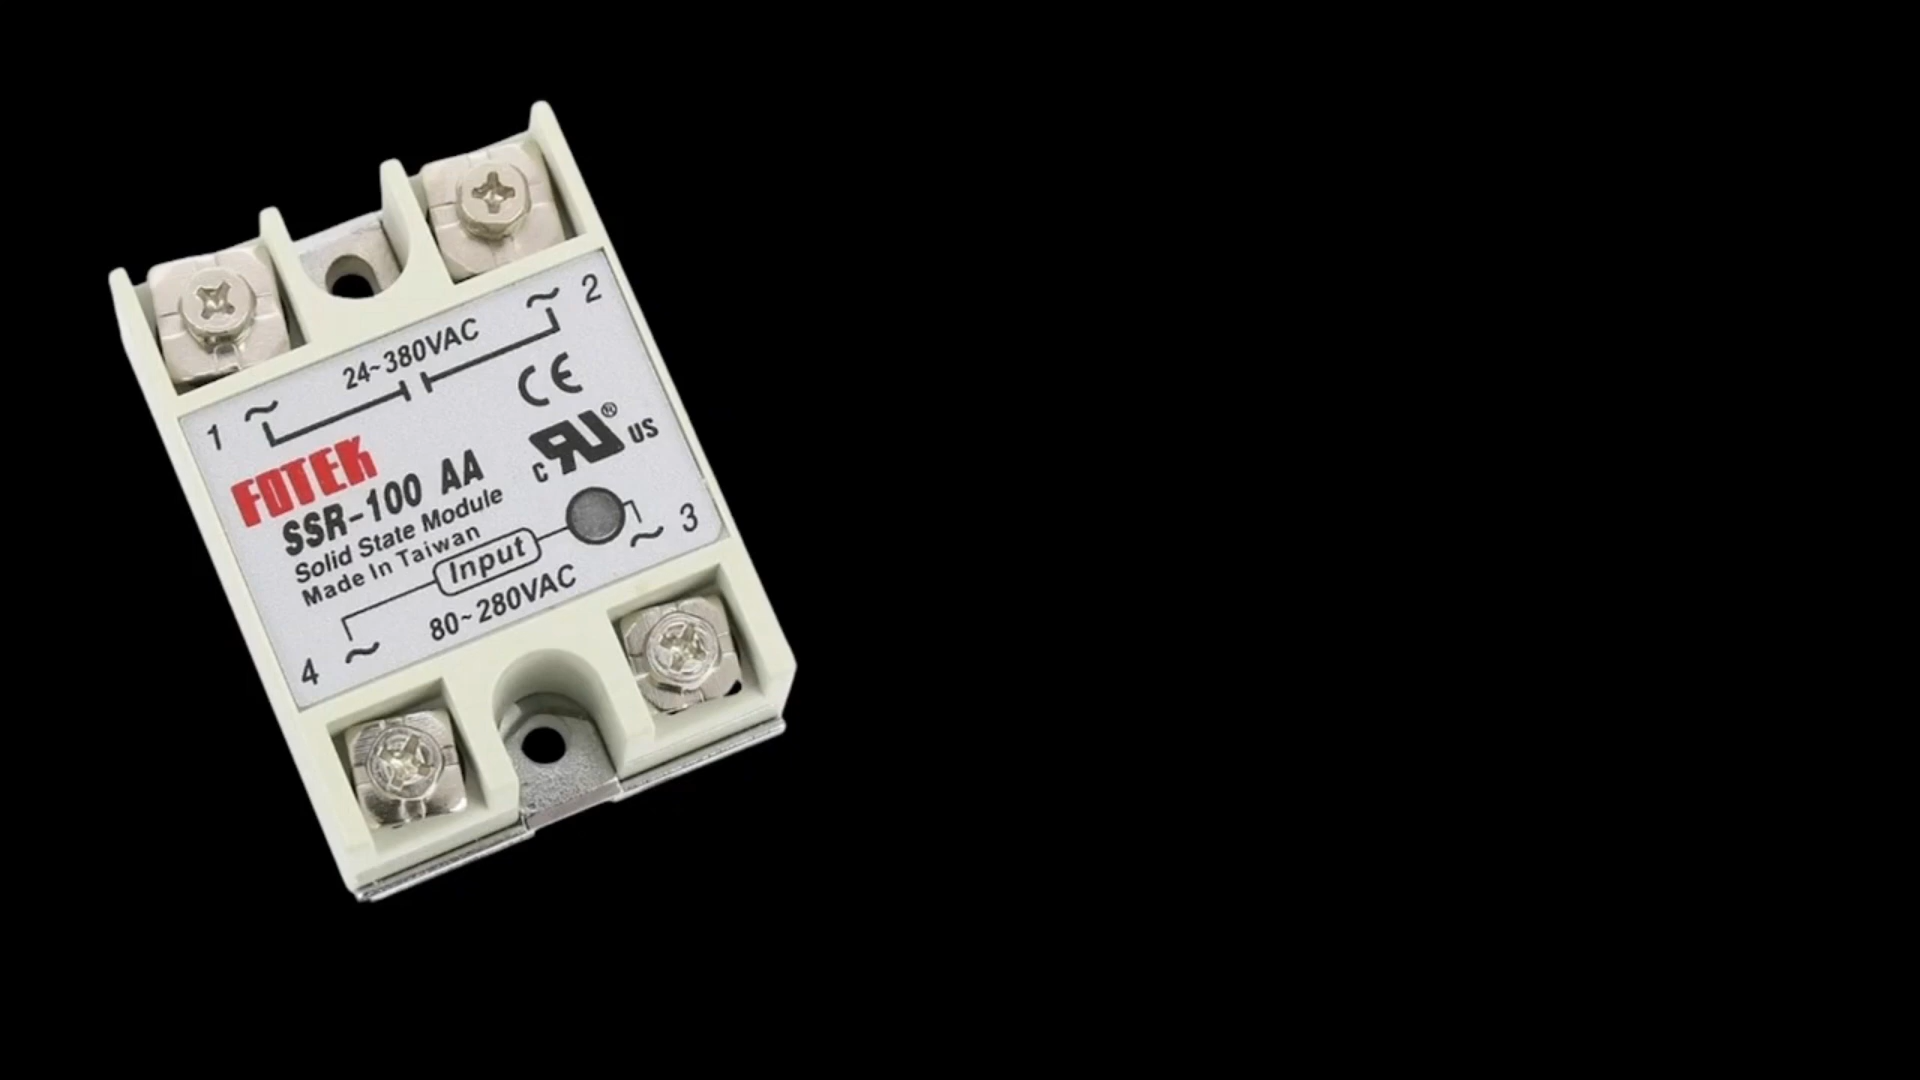 ~ 2
24~380VAC
1 ~
CE
FOTEK
SSR-100 AA
Solid State Module
Made In Taiwan
C RU ® US
Input
~ 3
80~280VAC
4 ~